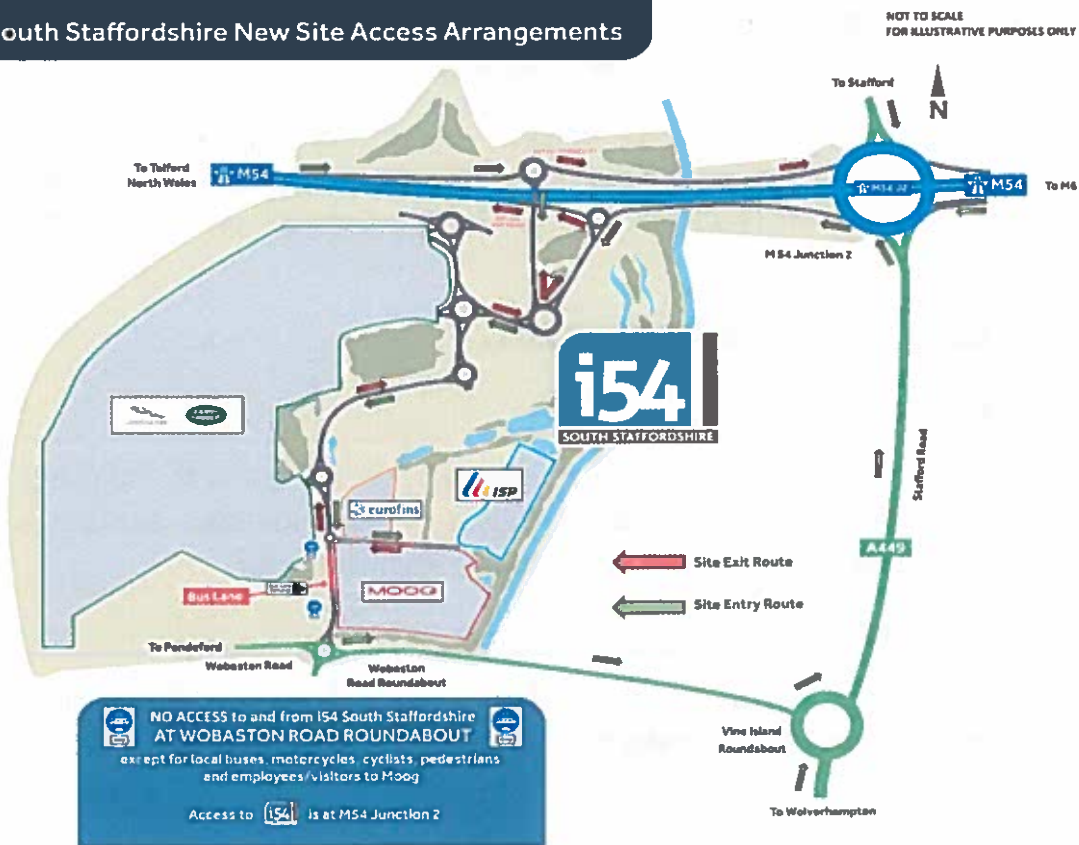 outh Staffordshire New Site Access Arrangements
NOT TO SCALE
FOR ILLUSTRATIVE PURPOSES ONLY
To Stafford
N
To Telford
North Wales
M54
M54 J2
M54
To M6
M54 Junction 2
i54
SOUTH STAFFORDSHIRE
ISP
eurofins
Stafford Road
A449
Site Exit Route
Site Entry Route
MOOG
Bus Lane
To Pendeford
Wobaston Road
Wobaston
Road Roundabout
Vine Island
Roundabout
To Wolverhampton
NO ACCESS to and from i54 South Staffordshire
AT WOBASTON ROAD ROUNDABOUT
except for local buses, motorcycles, cyclists, pedestrians
and employees/visitors to Moog
Access to i54 is at M54 Junction 2